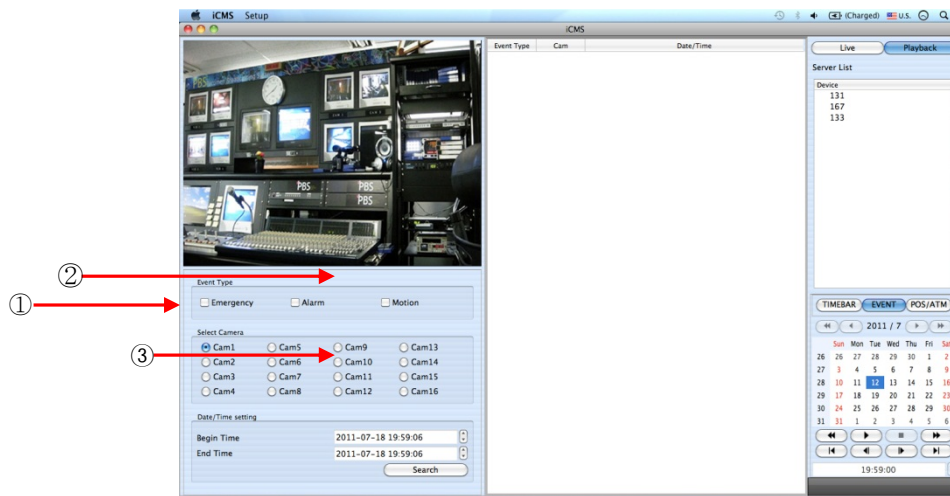 iCMS Setup (Charged) U.S.
iCMS
Event Type Cam Date/Time
Live Playback
Server List
Device
131
167
133
PBS PBS
PBS
②
①
Event Type
Emergency Alarm Motion
Select Camera
Cam1 Cam5 Cam9 Cam13
③
Cam2 Cam6 Cam10 Cam14
Cam3 Cam7 Cam11 Cam15
Cam4 Cam8 Cam12 Cam16
Date/Time setting
Begin Time 2011-07-18 19:59:06
End Time 2011-07-18 19:59:06
Search
TIMEBAR EVENT POS/ATM
2011 / 7
Sun Mon Tue Wed Thu Fri Sat
26 26 27 28 29 30 1 2
27 3 4 5 6 7 8 9
28 10 11 12 13 14 15 16
29 17 18 19 20 21 22 23
30 24 25 26 27 28 29 30
31 31 1 2 3 4 5 6
19:59:00